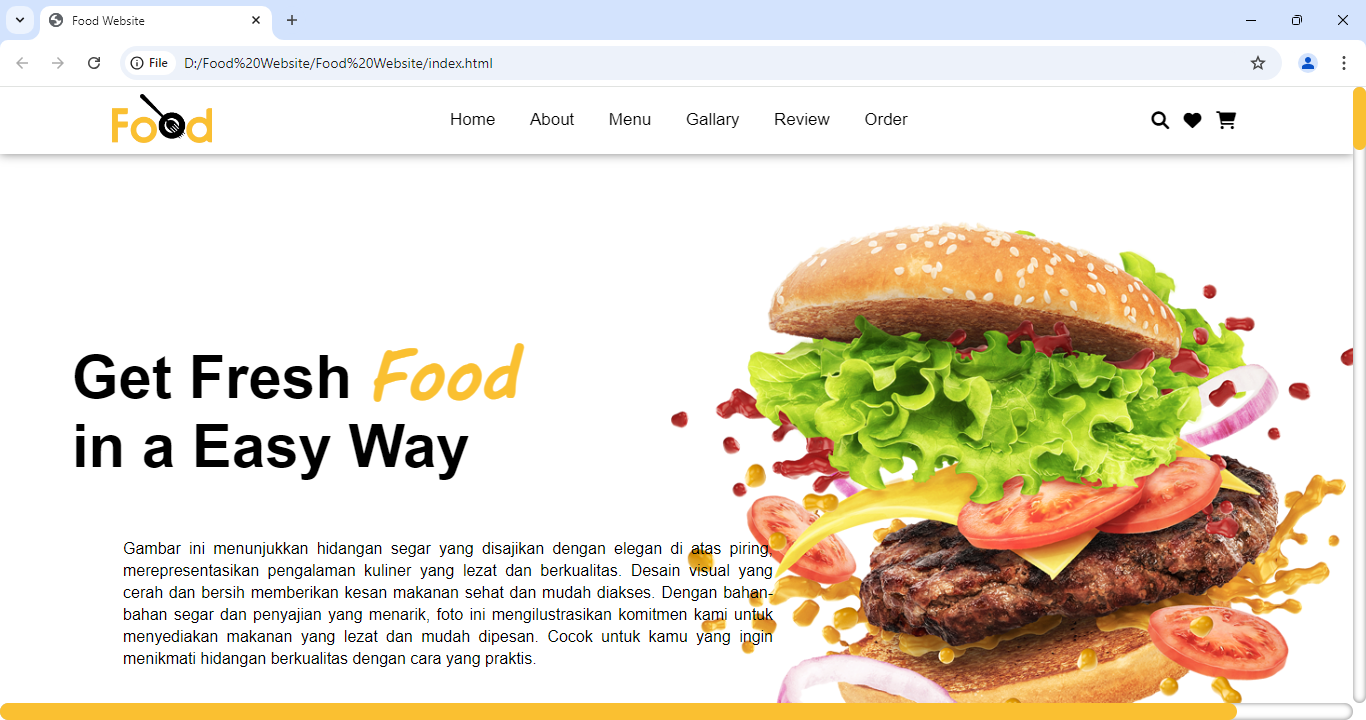 Food Website
File
D:/Food%20Website/Food%20Website/index.html
Food
Home
About
Menu
Gallary
Review
Order
Get Fresh Food
in a Easy Way
Gambar ini menunjukkan hidangan segar yang disajikan dengan elegan di atas piring,
merepresentasikan pengalaman kuliner yang lezat dan berkualitas. Desain visual yang
cerah dan bersih memberikan kesan makanan sehat dan mudah diakses. Dengan bahan-
bahan segar dan penyajian yang menarik, foto ini mengilustrasikan komitmen kami untuk
menyediakan makanan yang lezat dan mudah dipesan. Cocok untuk kamu yang ingin
menikmati hidangan berkualitas dengan cara yang praktis.